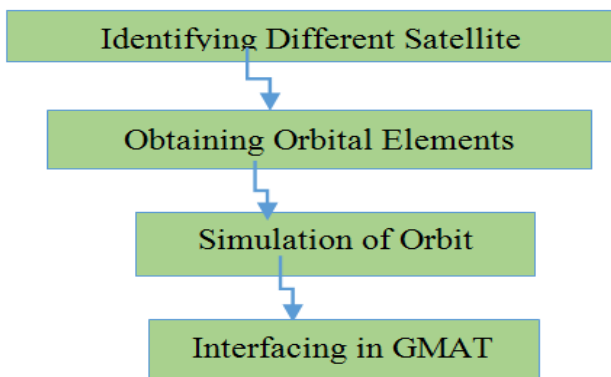 Identifying Different Satellite
Obtaining Orbital Elements
Simulation of Orbit
Interfacing in GMAT